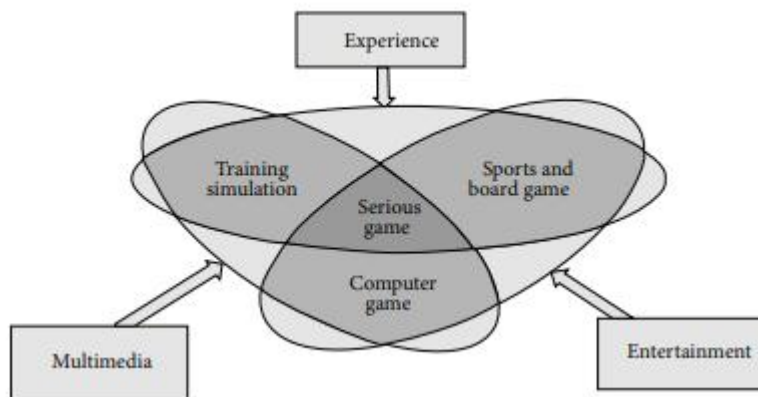 Experience
Training
simulation
Sports and
board game
Serious
game
Computer
game
Multimedia
Entertainment